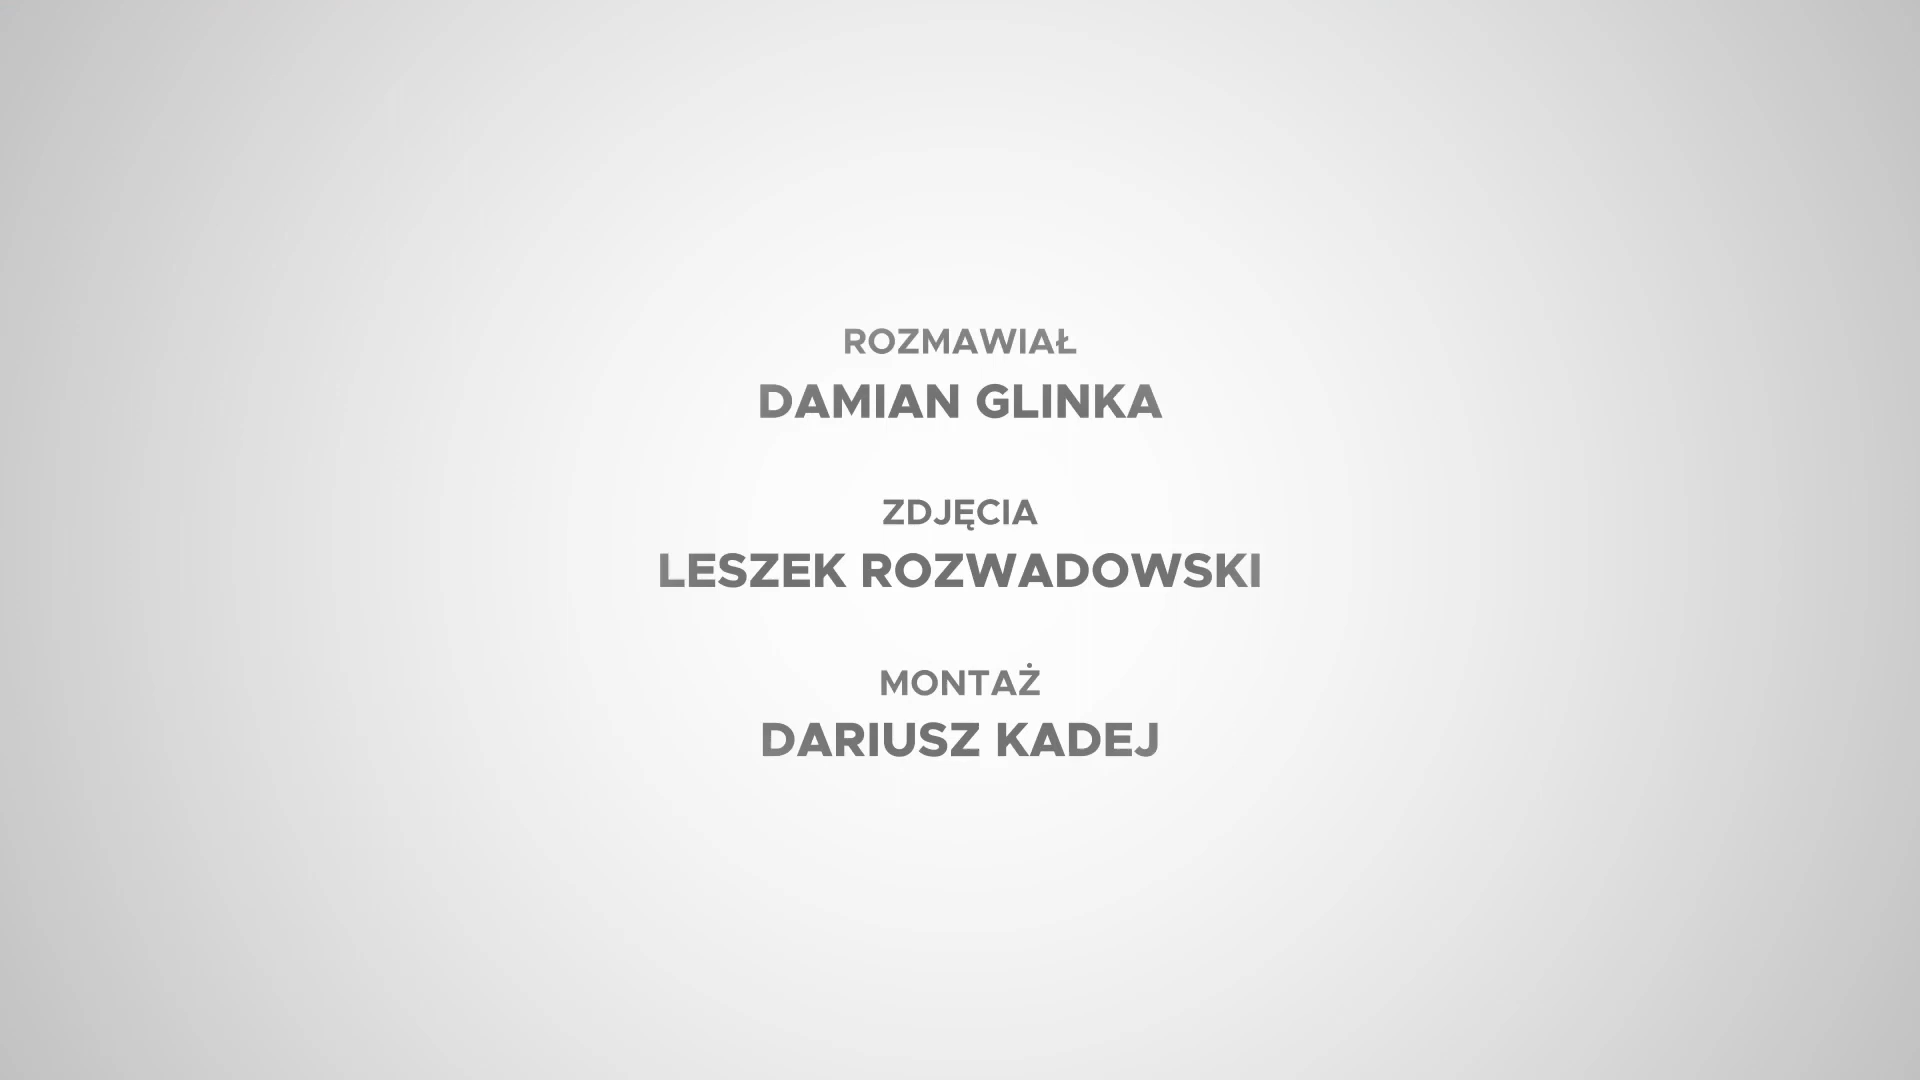 ROZMAWIAŁ
DAMIAN GLINKA
ZDJĘCIA
LESZEK ROZWADOWSKI
MONTAŻ
DARIUSZ KADEJ